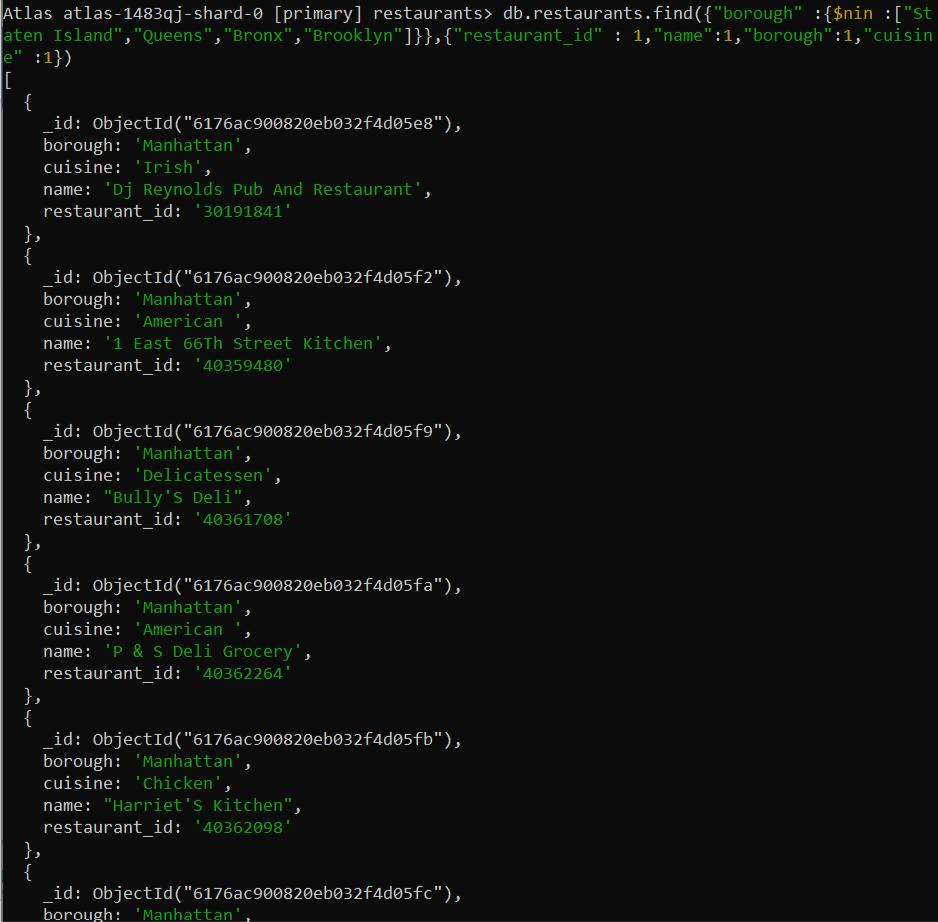 Atlas atlas-1483qj-shard-0 [primary] restaurants> db.restaurants.find({"borough" :{$nin :["St
aten Island","Queens","Bronx","Brooklyn"]}},{"restaurant_id" : 1,"name":1,"borough":1,"cuisin
e" :1})
[
  {
    _id: ObjectId("6176ac900820eb032f4d05e8"),
    borough: 'Manhattan',
    cuisine: 'Irish',
    name: 'Dj Reynolds Pub And Restaurant',
    restaurant_id: '30191841'
  },
  {
    _id: ObjectId("6176ac900820eb032f4d05f2"),
    borough: 'Manhattan',
    cuisine: 'American ',
    name: '1 East 66Th Street Kitchen',
    restaurant_id: '40359480'
  },
  {
    _id: ObjectId("6176ac900820eb032f4d05f9"),
    borough: 'Manhattan',
    cuisine: 'Delicatessen',
    name: "Bully'S Deli",
    restaurant_id: '40361708'
  },
  {
    _id: ObjectId("6176ac900820eb032f4d05fa"),
    borough: 'Manhattan',
    cuisine: 'American ',
    name: 'P & S Deli Grocery',
    restaurant_id: '40362264'
  },
  {
    _id: ObjectId("6176ac900820eb032f4d05fb"),
    borough: 'Manhattan',
    cuisine: 'Chicken',
    name: "Harriet'S Kitchen",
    restaurant_id: '40362098'
  },
  {
    _id: ObjectId("6176ac900820eb032f4d05fc"),
    borough: 'Manhattan',